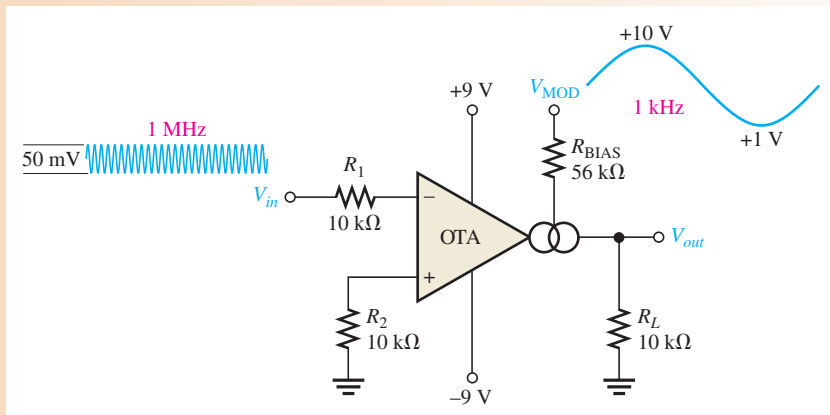 +10 V
+9 V
V_MOD
1 kHz
1 MHz
+1 V
50 mV
R_BIAS
56 kΩ
R_1
V_in
−
10 kΩ
OTA
V_out
+
R_2
10 kΩ
R_L
10 kΩ
–9 V